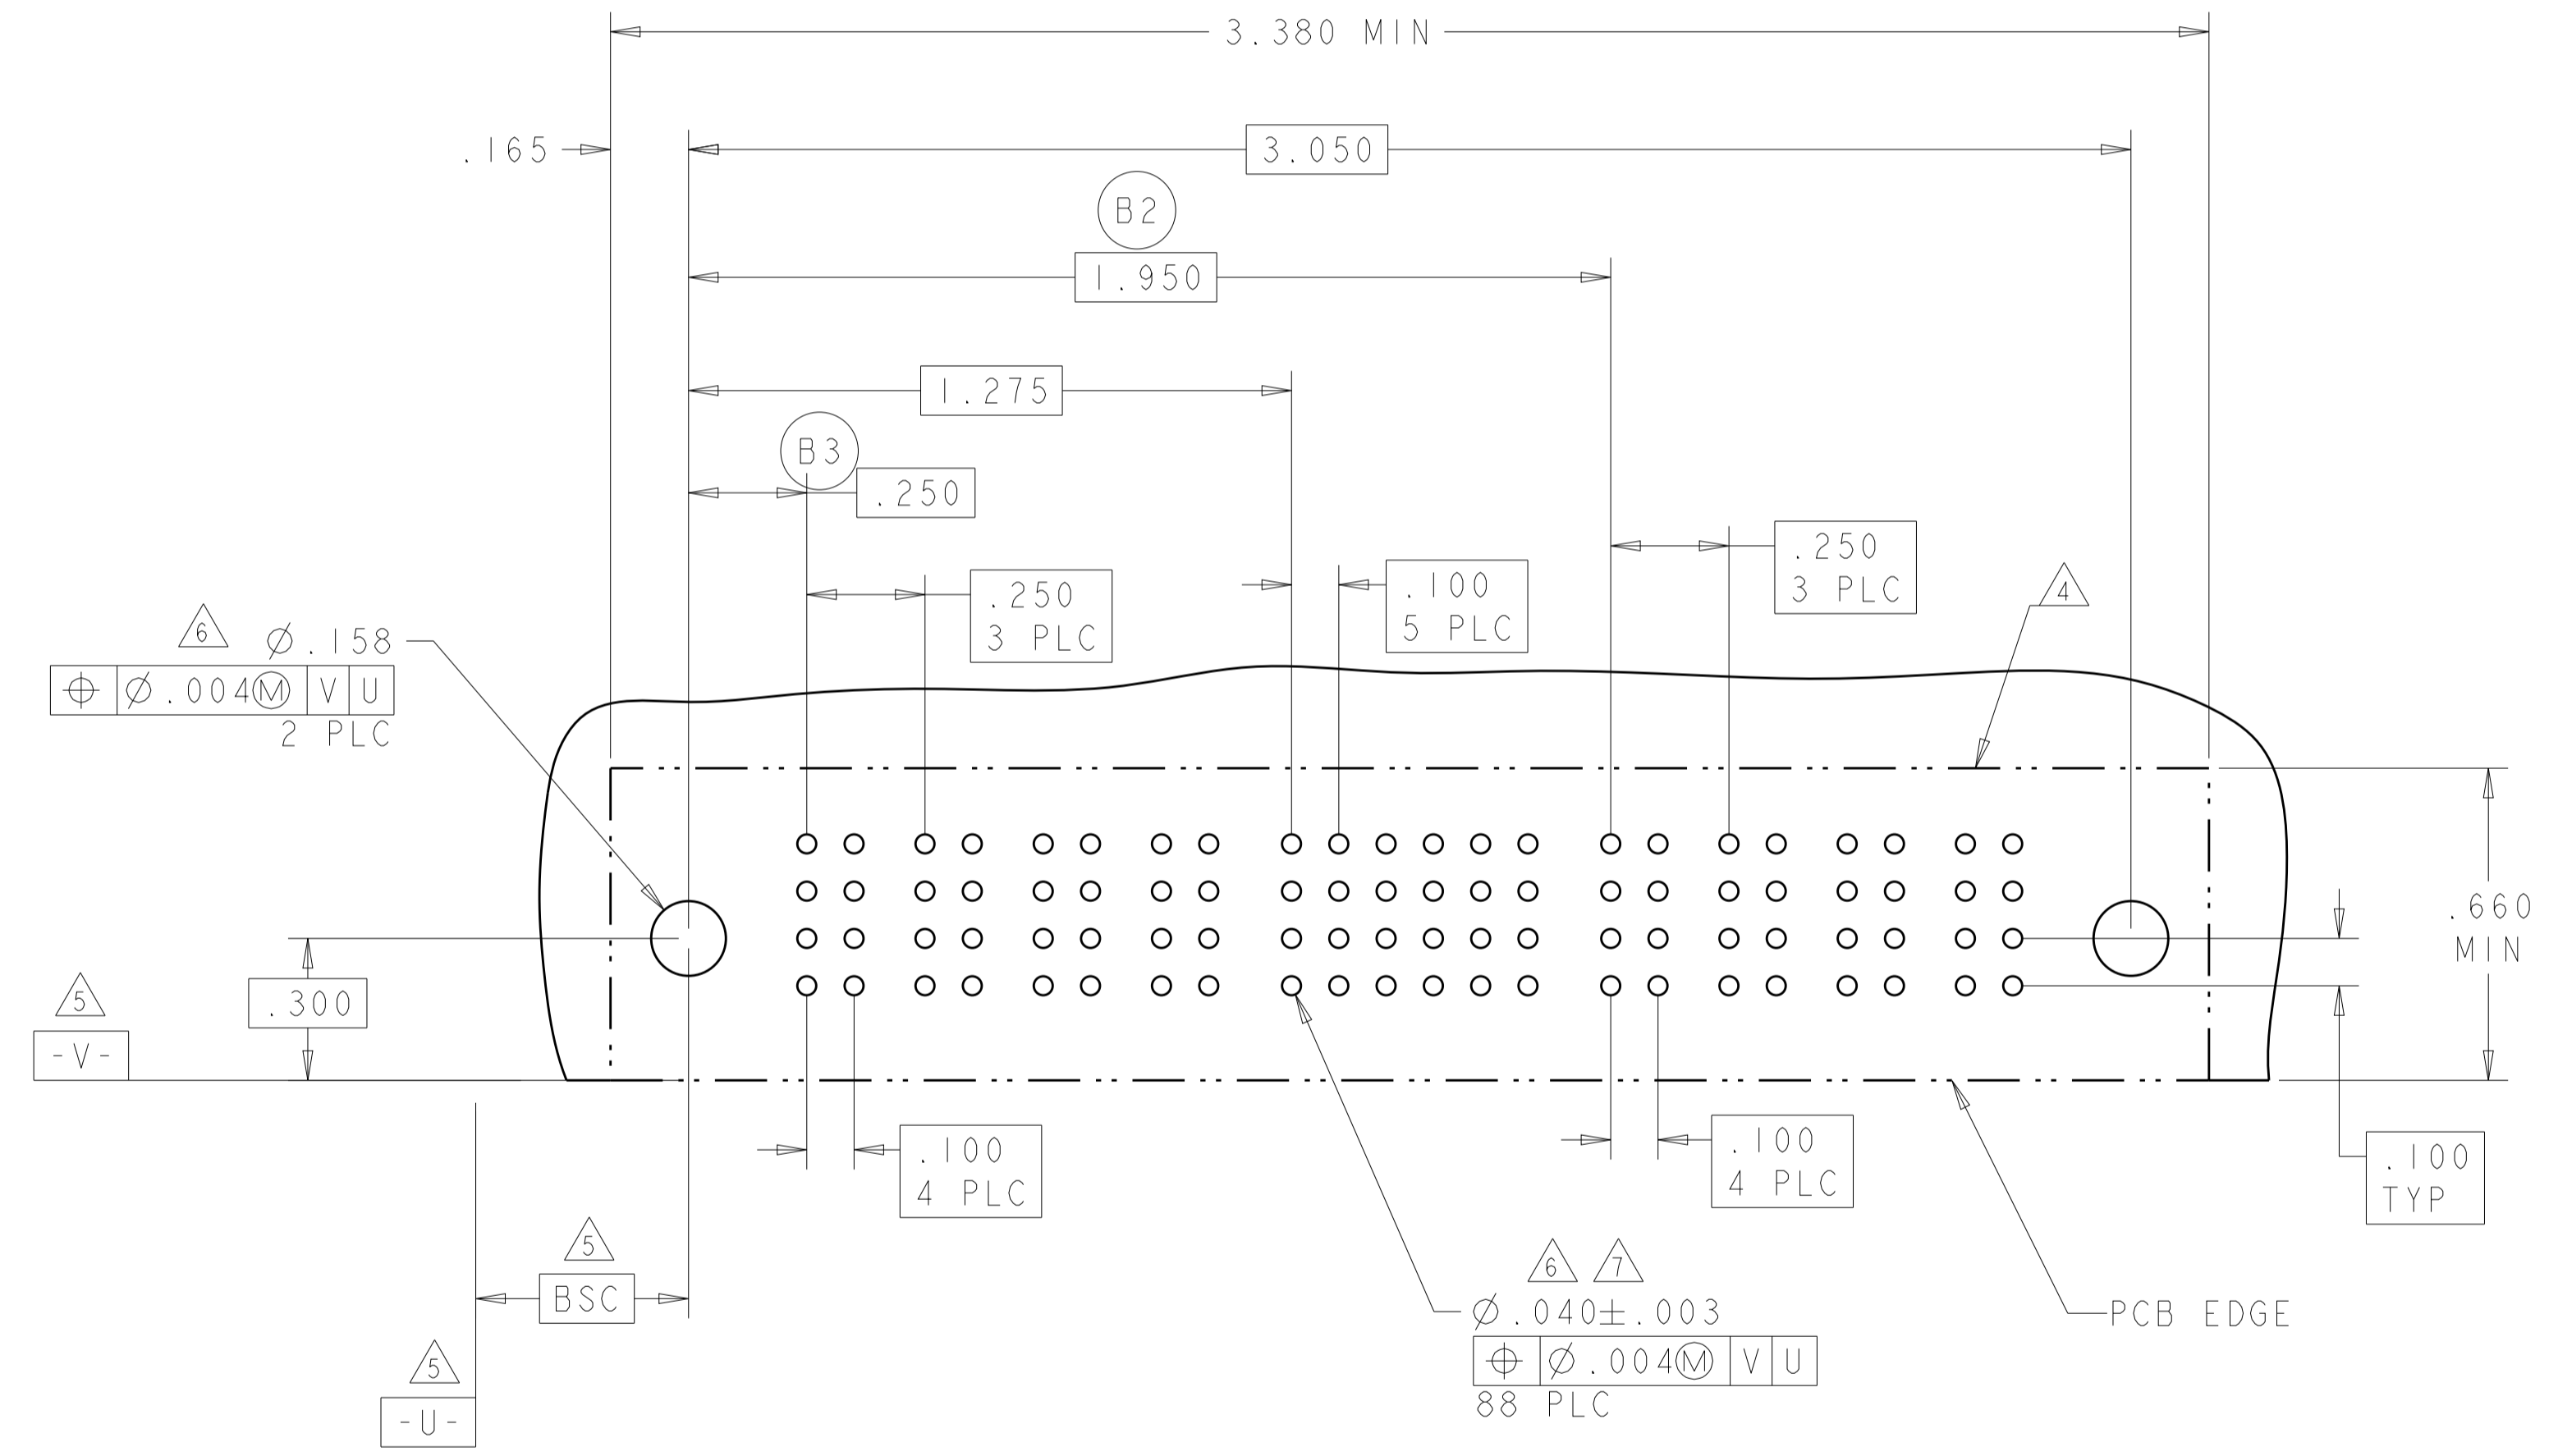 3.380 MIN
.165
3.050
B2
1.950
1.275
B3
.250
.250
3 PLC
.100
5 PLC
.250
3 PLC
4
6
Ø.158
⌖ Ø.004Ⓜ V U
2 PLC
.660
MIN
.300
5
-V-
.100
4 PLC
.100
4 PLC
.100
TYP
5
BSC
5
-U-
6 7
Ø.040±.003
⌖ Ø.004Ⓜ V U
88 PLC
PCB EDGE